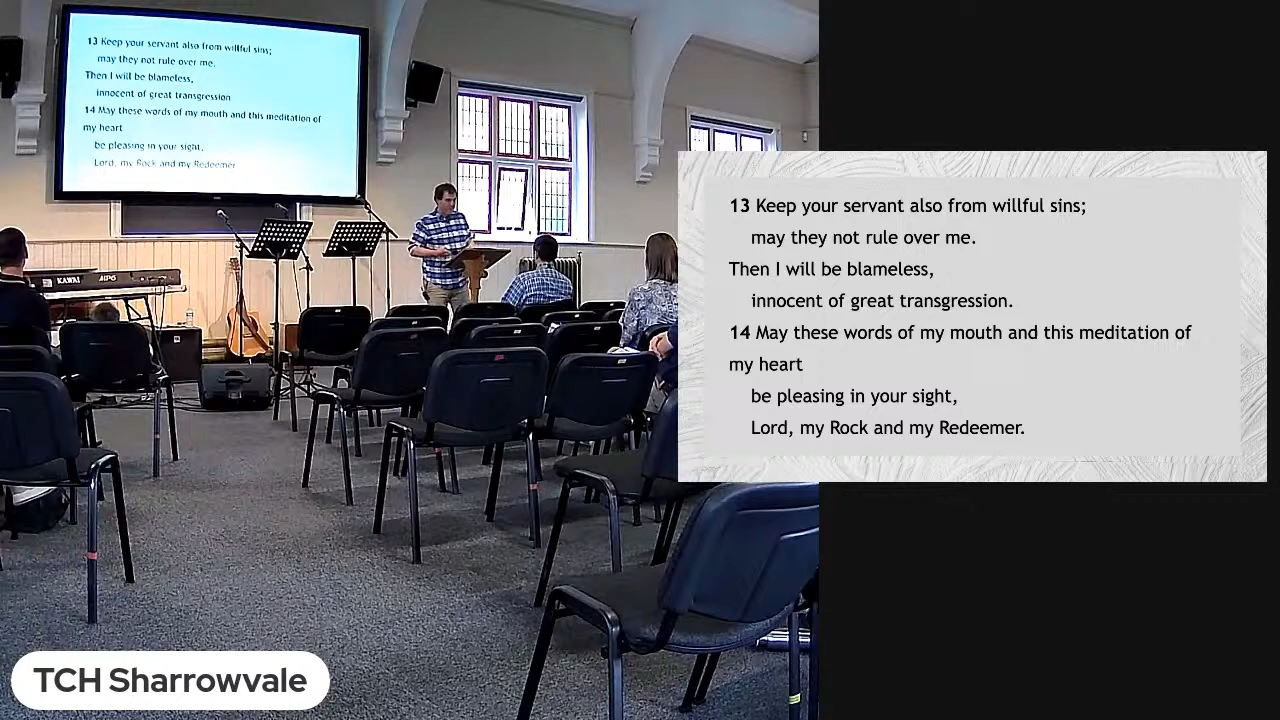 13 Keep your servant also from willful sins;
may they not rule over me.
Then I will be blameless,
innocent of great transgression
14 May these words of my mouth and this meditation of
my heart
be pleasing in your sight,
Lord, my Rock and my Redeemer
KAWAI MP6
13 Keep your servant also from willful sins;
may they not rule over me.
Then I will be blameless,
innocent of great transgression.
14 May these words of my mouth and this meditation of
my heart
be pleasing in your sight,
Lord, my Rock and my Redeemer.
TCH Sharrowvale